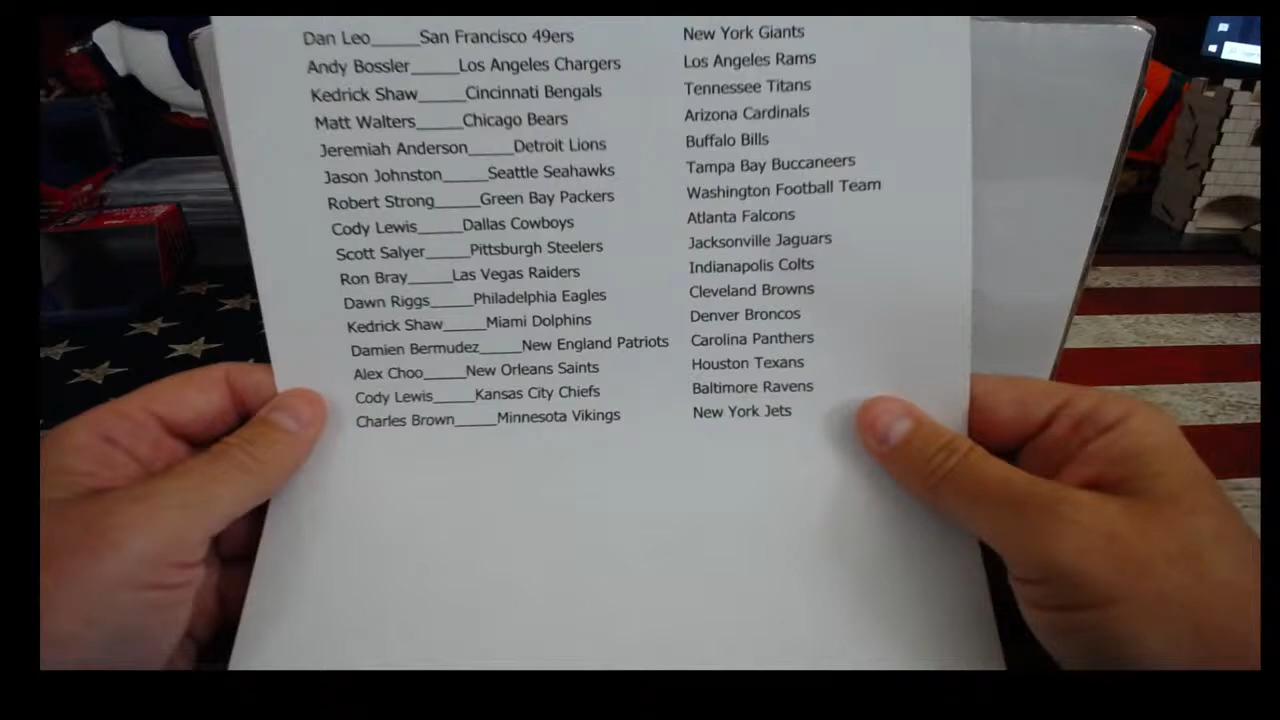 Dan Leo_____San Francisco 49ers New York Giants
Andy Bossler_____Los Angeles Chargers Los Angeles Rams
Kedrick Shaw_____Cincinnati Bengals Tennessee Titans
Matt Walters_____Chicago Bears Arizona Cardinals
Jeremiah Anderson_____Detroit Lions Buffalo Bills
Jason Johnston_____Seattle Seahawks Tampa Bay Buccaneers
Robert Strong_____Green Bay Packers Washington Football Team
Cody Lewis_____Dallas Cowboys Atlanta Falcons
Scott Salyer_____Pittsburgh Steelers Jacksonville Jaguars
Ron Bray_____Las Vegas Raiders Indianapolis Colts
Dawn Riggs_____Philadelphia Eagles Cleveland Browns
Kedrick Shaw_____Miami Dolphins Denver Broncos
Damien Bermudez_____New England Patriots Carolina Panthers
Alex Choo_____New Orleans Saints Houston Texans
Cody Lewis_____Kansas City Chiefs Baltimore Ravens
Charles Brown_____Minnesota Vikings New York Jets